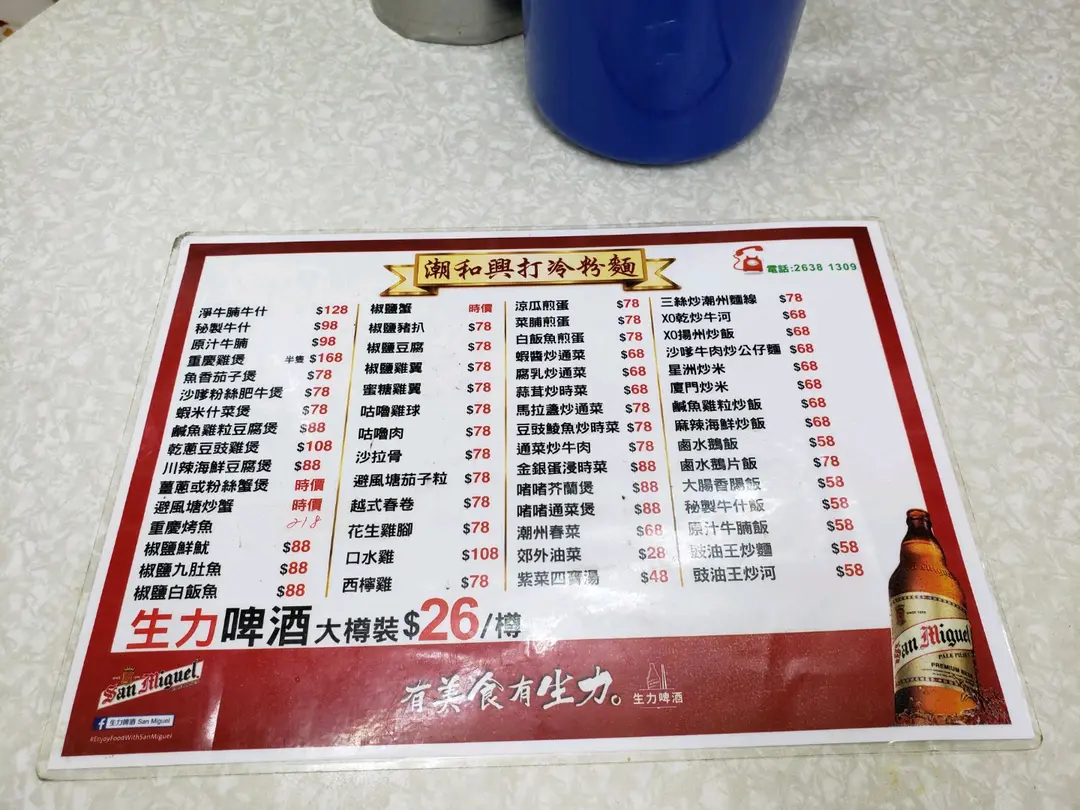 潮和興打冷粉麵
電話:2638 1309
淨牛腩牛什 $128
秘製牛什 $98
原汁牛腩 $98
重慶雞煲 半隻 $168
魚香茄子煲 $78
沙嗲粉絲肥牛煲 $78
蝦米什菜煲 $78
鹹魚雞粒豆腐煲 $88
乾蔥豆豉雞煲 $108
川辣海鮮豆腐煲 $88
薑蔥或粉絲蟹煲 時價
避風塘炒蟹 時價
重慶烤魚 218
椒鹽鮮魷 $88
椒鹽九肚魚 $88
椒鹽白飯魚 $88
椒鹽蟹 時價
椒鹽豬扒 $78
椒鹽豆腐 $78
椒鹽雞翼 $78
蜜糖雞翼 $78
咕嚕雞球 $78
咕嚕肉 $78
沙拉骨 $78
避風塘茄子粒 $78
越式春卷 $78
花生雞腳 $78
口水雞 $108
西檸雞 $78
涼瓜煎蛋 $78
菜脯煎蛋 $78
白飯魚煎蛋 $78
蝦醬炒通菜 $68
腐乳炒通菜 $68
蒜茸炒時菜 $68
馬拉盞炒通菜 $78
豆豉鯪魚炒時菜 $78
通菜炒牛肉 $78
金銀蛋浸時菜 $88
啫啫芥蘭煲 $88
啫啫通菜煲 $88
潮州春菜 $68
郊外油菜 $28
紫菜四寶湯 $48
三絲炒潮州麵線 $78
XO乾炒牛河 $68
XO揚州炒飯 $68
沙嗲牛肉炒公仔麵 $68
星洲炒米 $68
廈門炒米 $68
鹹魚雞粒炒飯 $68
麻辣海鮮炒飯 $68
鹵水鵝飯 $58
鹵水鵝片飯 $78
大腸香腸飯 $58
秘製牛什飯 $58
原汁牛腩飯 $58
豉油王炒麵 $58
豉油王炒河 $58
生力啤酒 大樽裝 $26/樽
San Miguel
有美食有生力。
生力啤酒
生力啤酒 San Miguel
#EnjoyFoodWithSanMiguel
San Miguel
PALE PILSEN
PREMIUM BEER